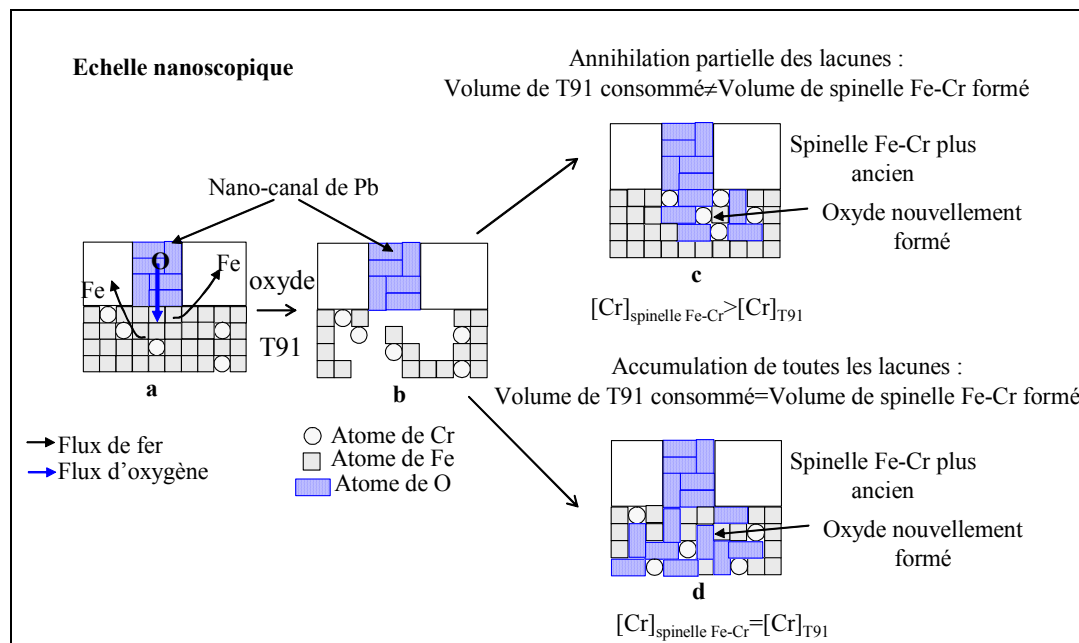 Echelle nanoscopique
Annihilation partielle des lacunes :
Volume de T91 consommé≠Volume de spinelle Fe-Cr formé
Nano-canal de Pb
Spinelle Fe-Cr plus
ancien
Oxyde nouvellement
formé
O
Fe
Fe
oxyde
T91
a
b
c
[Cr]spinelle Fe-Cr>[Cr]T91
Accumulation de toutes les lacunes :
Volume de T91 consommé=Volume de spinelle Fe-Cr formé
Flux de fer
Flux d’oxygène
Atome de Cr
Atome de Fe
Atome de O
Spinelle Fe-Cr plus
ancien
Oxyde nouvellement
formé
d
[Cr]spinelle Fe-Cr=[Cr]T91